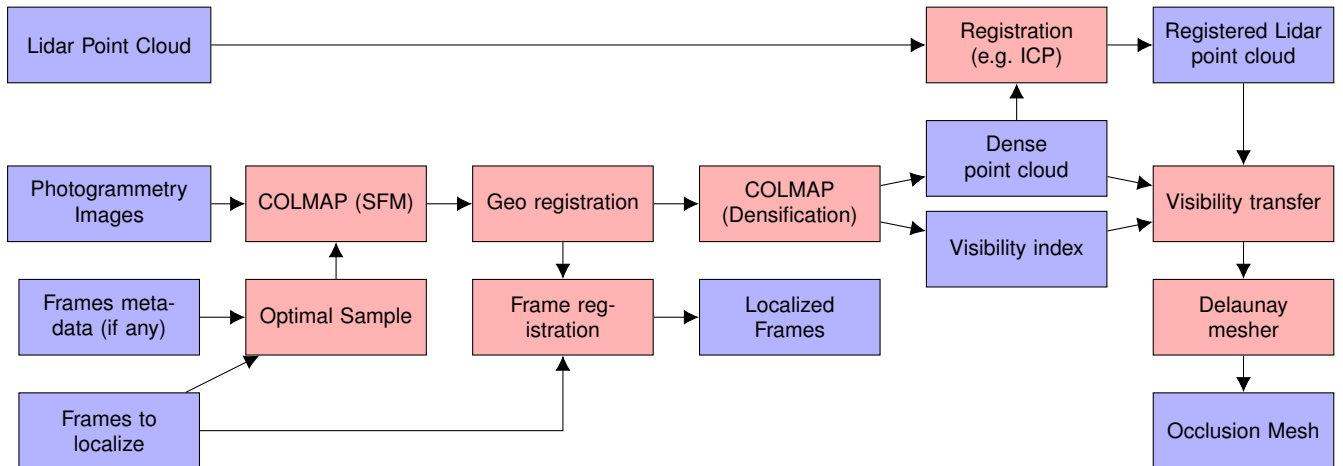 Lidar Point Cloud
Registration
(e.g. ICP)
Registered Lidar
point cloud
Dense
point cloud
Photogrammetry
Images
COLMAP (SFM)
Geo registration
COLMAP
(Densification)
Visibility transfer
Visibility index
Frames meta-
data (if any)
Optimal Sample
Frame reg-
istration
Localized
Frames
Delaunay
mesher
Frames to
localize
Occlusion Mesh